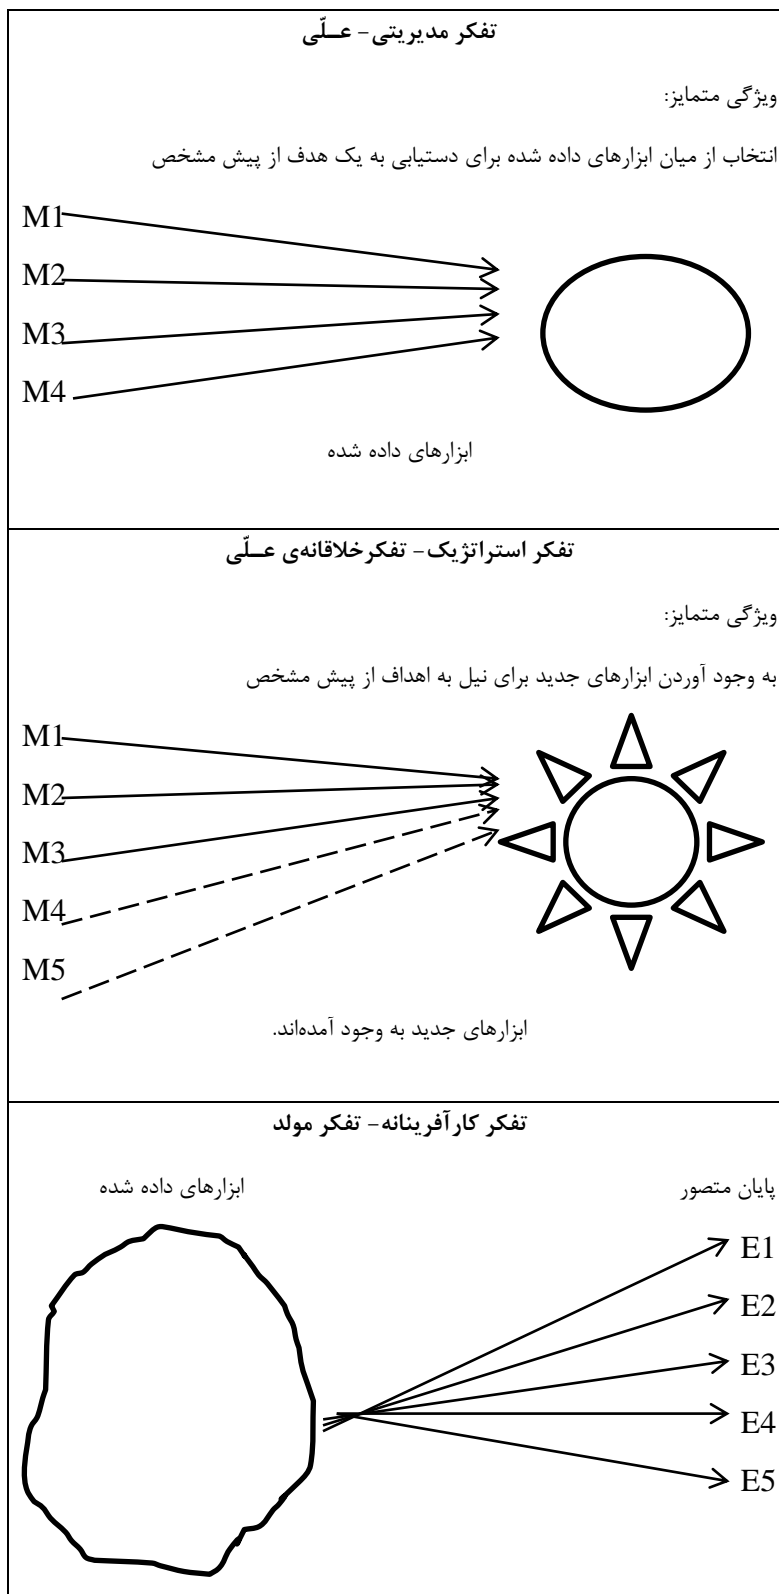 تفکر مدیریتی- عــلّی
ویژگی متمایز:
انتخاب از میان ابزارهای داده شده برای دستیابی به یک هدف از پیش مشخص
M1
M2
M3
M4
ابزارهای داده شده
تفکر استراتژیک- تفکرخلاقانه‌ی عــلّی
ویژگی متمایز:
به وجود آوردن ابزارهای جدید برای نیل به اهداف از پیش مشخص
M1
M2
M3
M4
M5
ابزارهای جدید به وجود آمده‌اند.
تفکر کارآفرینانه- تفکر مولد
پایان متصور
ابزارهای داده شده
E1
E2
E3
E4
E5